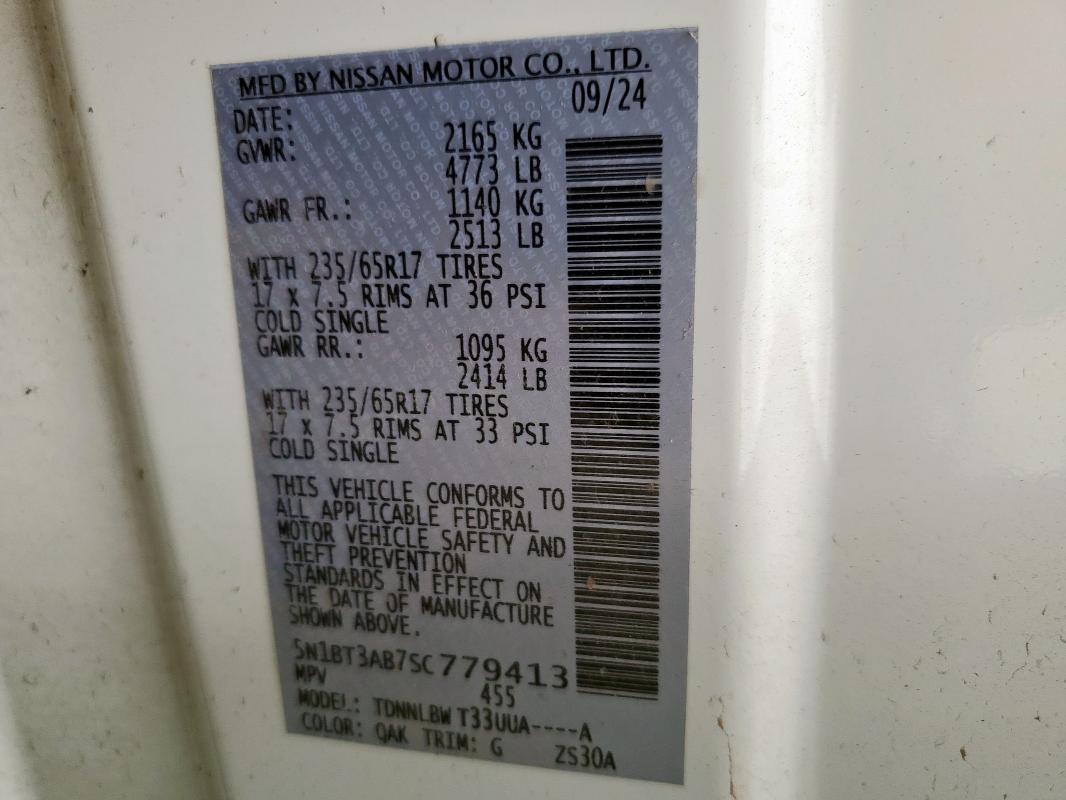 MFD BY NISSAN MOTOR CO., LTD.
DATE: 09/24
GVWR: 2165 KG
4773 LB
GAWR FR.: 1140 KG
2513 LB
WITH 235/65R17 TIRES
17 x 7.5 RIMS AT 36 PSI
COLD SINGLE
GAWR RR.: 1095 KG
2414 LB
WITH 235/65R17 TIRES
17 x 7.5 RIMS AT 33 PSI
COLD SINGLE
THIS VEHICLE CONFORMS TO
ALL APPLICABLE FEDERAL
MOTOR VEHICLE SAFETY AND
THEFT PREVENTION
STANDARDS IN EFFECT ON
THE DATE OF MANUFACTURE
SHOWN ABOVE.
5N1BT3AB7SC779413
MPV 455
MODEL: TDNNLBW T33UUA----A
COLOR: QAK TRIM: G ZS30A